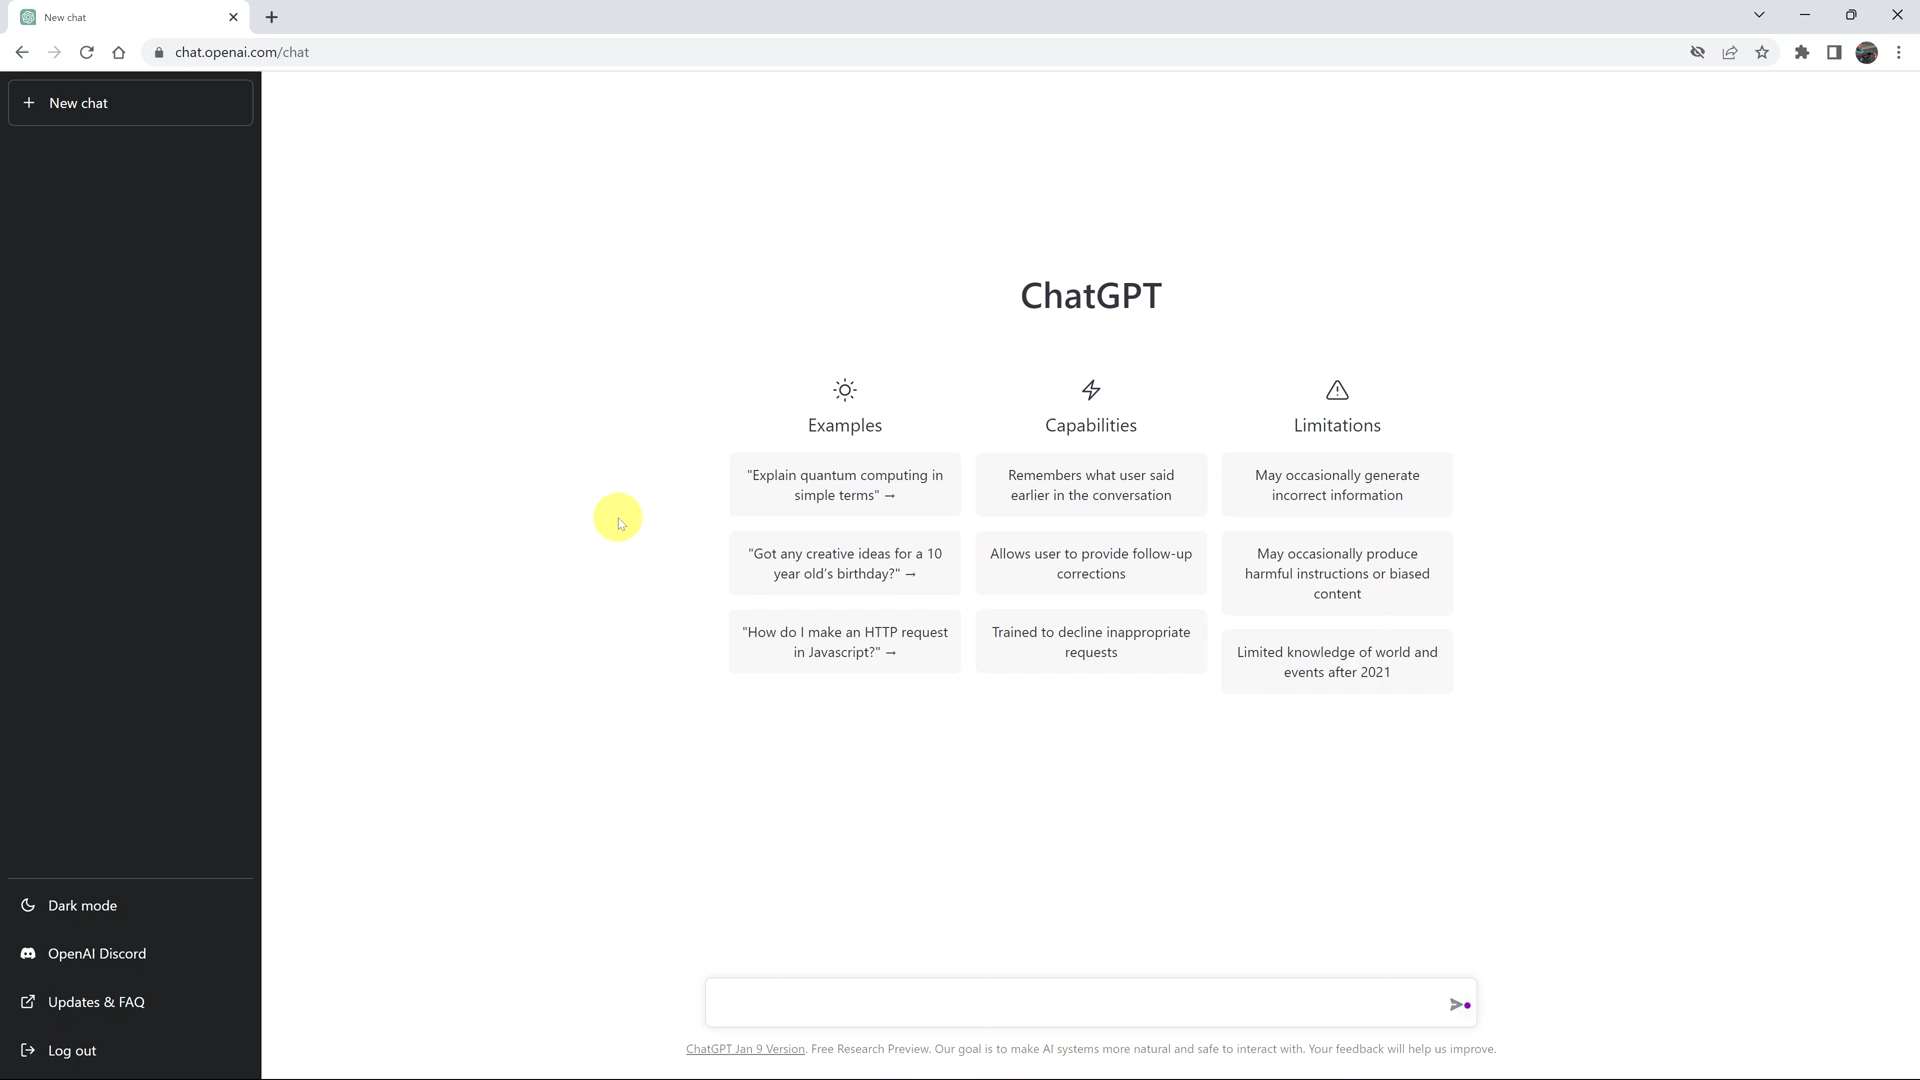 New chat
chat.openai.com/chat
New chat
ChatGPT
Examples
"Explain quantum computing in
simple terms" →
"Got any creative ideas for a 10
year old's birthday?" →
"How do I make an HTTP request
in Javascript?" →
Capabilities
Remembers what user said
earlier in the conversation
Allows user to provide follow-up
corrections
Trained to decline inappropriate
requests
Limitations
May occasionally generate
incorrect information
May occasionally produce
harmful instructions or biased
content
Limited knowledge of world and
events after 2021
Dark mode
OpenAI Discord
Updates & FAQ
Log out
ChatGPT Jan 9 Version. Free Research Preview. Our goal is to make AI systems more natural and safe to interact with. Your feedback will help us improve.